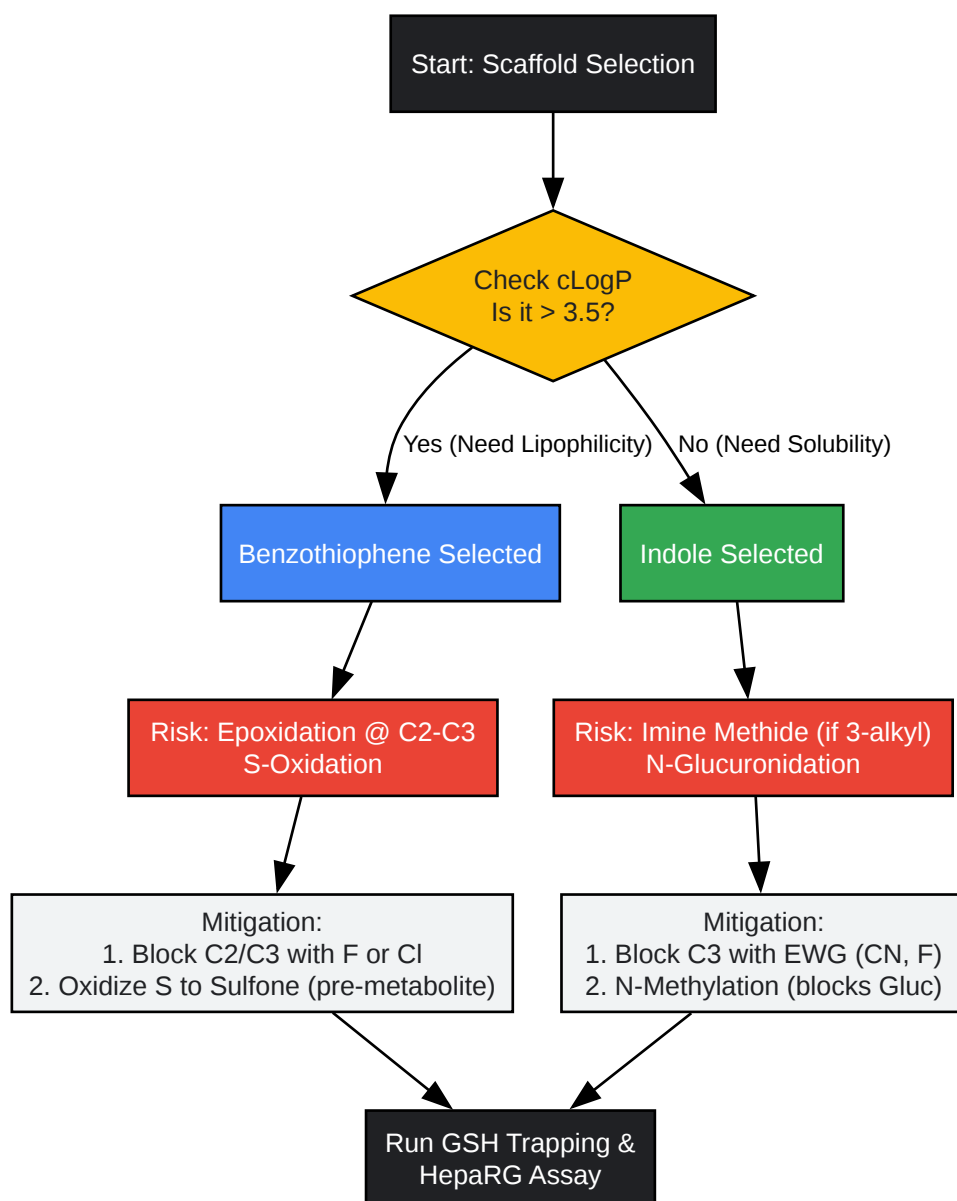 Start: Scaffold Selection
Check cLogP
Is it > 3.5?
Yes (Need Lipophilicity)
No (Need Solubility)
Benzothiophene Selected
Indole Selected
Risk: Epoxidation @ C2-C3
S-Oxidation
Risk: Imine Methide (if 3-alkyl)
N-Glucuronidation
Mitigation:
1. Block C2/C3 with F or Cl
2. Oxidize S to Sulfone (pre-metabolite)
Mitigation:
1. Block C3 with EWG (CN, F)
2. N-Methylation (blocks Gluc)
Run GSH Trapping &
HepaRG Assay